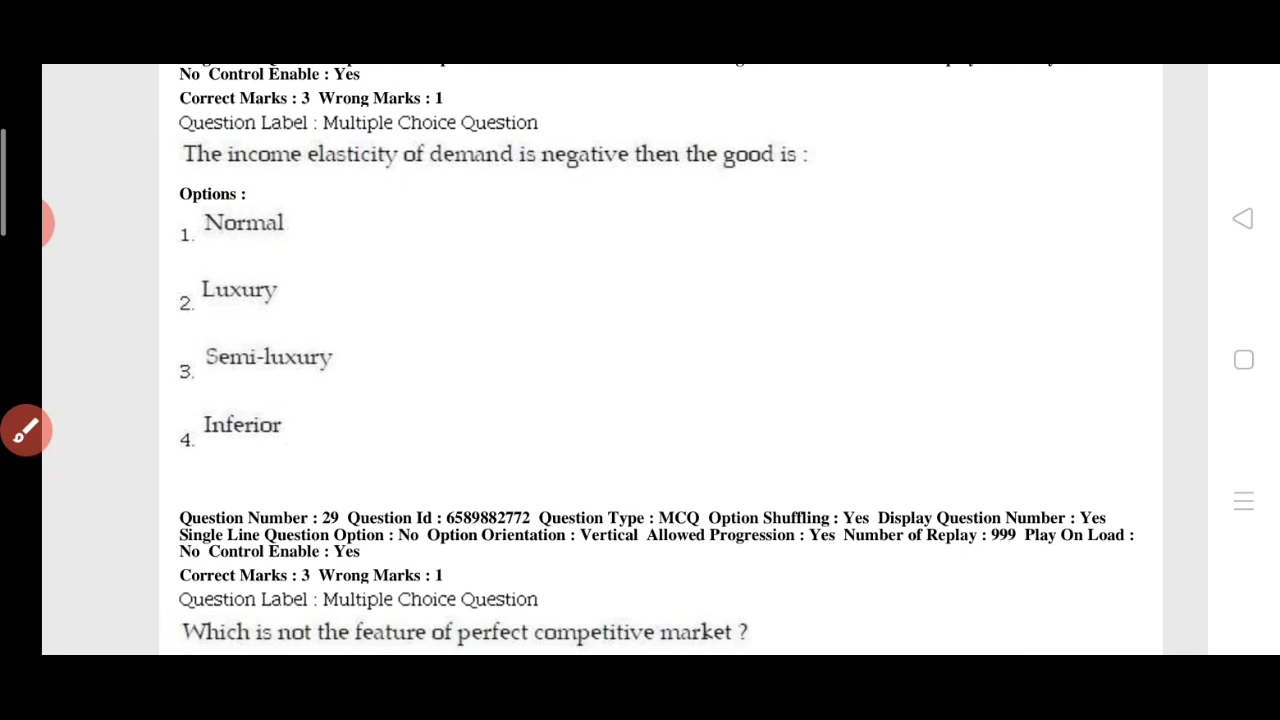 No Control Enable : Yes
Correct Marks : 3 Wrong Marks : 1
Question Label : Multiple Choice Question
The income elasticity of demand is negative then the good is :
Options :
1. Normal
2. Luxury
3. Semi-luxury
4. Inferior
Question Number : 29 Question Id : 6589882772 Question Type : MCQ Option Shuffling : Yes Display Question Number : Yes
Single Line Question Option : No Option Orientation : Vertical Allowed Progression : Yes Number of Replay : 999 Play On Load :
No Control Enable : Yes
Correct Marks : 3 Wrong Marks : 1
Question Label : Multiple Choice Question
Which is not the feature of perfect competitive market ?